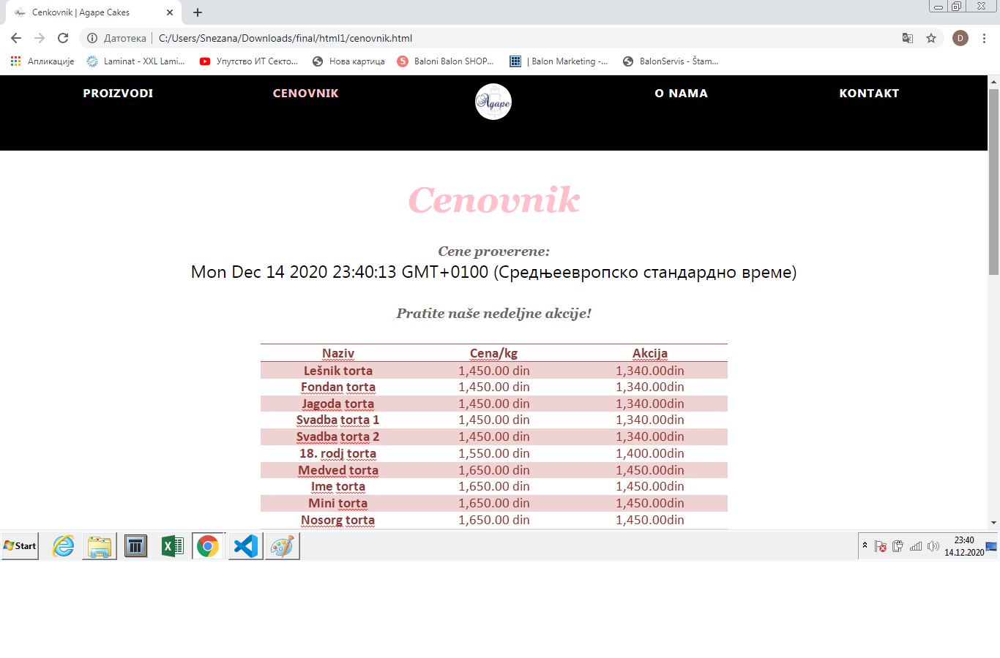 Cenkovnik | Agape Cakes
Датотека | C:/Users/Snezana/Downloads/final/html1/cenovnik.html
D
Апликације Laminat - XXL Lami... Упутство ИТ Секто... Нова картица Baloni Balon SHOP... | Balon Marketing -... BalonServis - Štam...
PROIZVODI CENOVNIK Agape O NAMA KONTAKT
Cenovnik
Cene proverene:
Mon Dec 14 2020 23:40:13 GMT+0100 (Средњеевропско стандардно време)
Pratite naše nedeljne akcije!
Naziv Cena/kg Akcija
Lešnik torta 1,450.00 din 1,340.00din
Fondan torta 1,450.00 din 1,340.00din
Jagoda torta 1,450.00 din 1,340.00din
Svadba torta 1 1,450.00 din 1,340.00din
Svadba torta 2 1,450.00 din 1,340.00din
18. rodj torta 1,550.00 din 1,400.00din
Medved torta 1,650.00 din 1,450.00din
Ime torta 1,650.00 din 1,450.00din
Mini torta 1,650.00 din 1,450.00din
Nosorg torta 1,650.00 din 1,450.00din
Start
23:40
14.12.2020